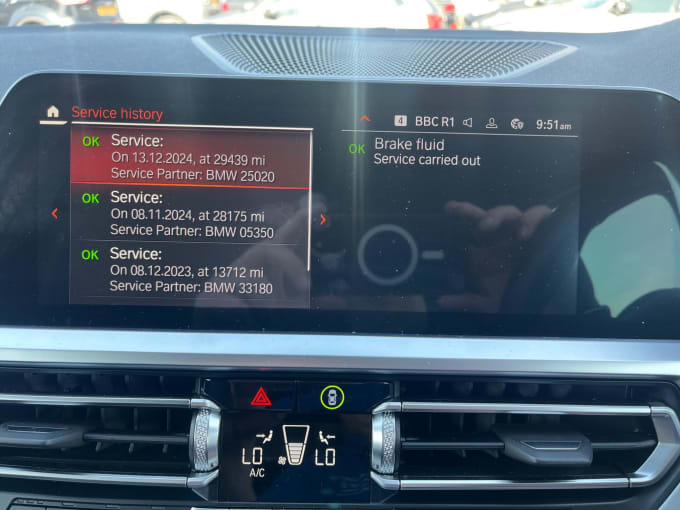 Service history
4 BBC R1 9:51am
OK Service:
On 13.12.2024, at 29439 mi
Service Partner: BMW 25020
OK Service:
On 08.11.2024, at 28175 mi
Service Partner: BMW 05350
OK Service:
On 08.12.2023, at 13712 mi
Service Partner: BMW 33180
OK Brake fluid
Service carried out
LO LO
A/C